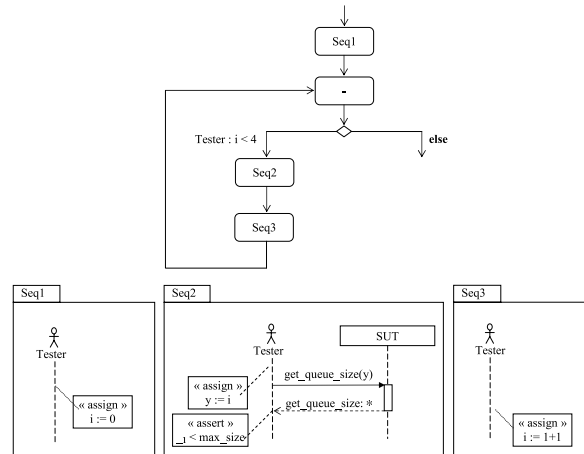 Seq1
-
Tester : i < 4
else
Seq2
Seq3
Seq1
Tester
« assign »
i := 0
Seq2
Tester
SUT
« assign »
y := i
get_queue_size(y)
get_queue_size: *
« assert »
_1 < max_size
Seq3
Tester
« assign »
i := 1+1